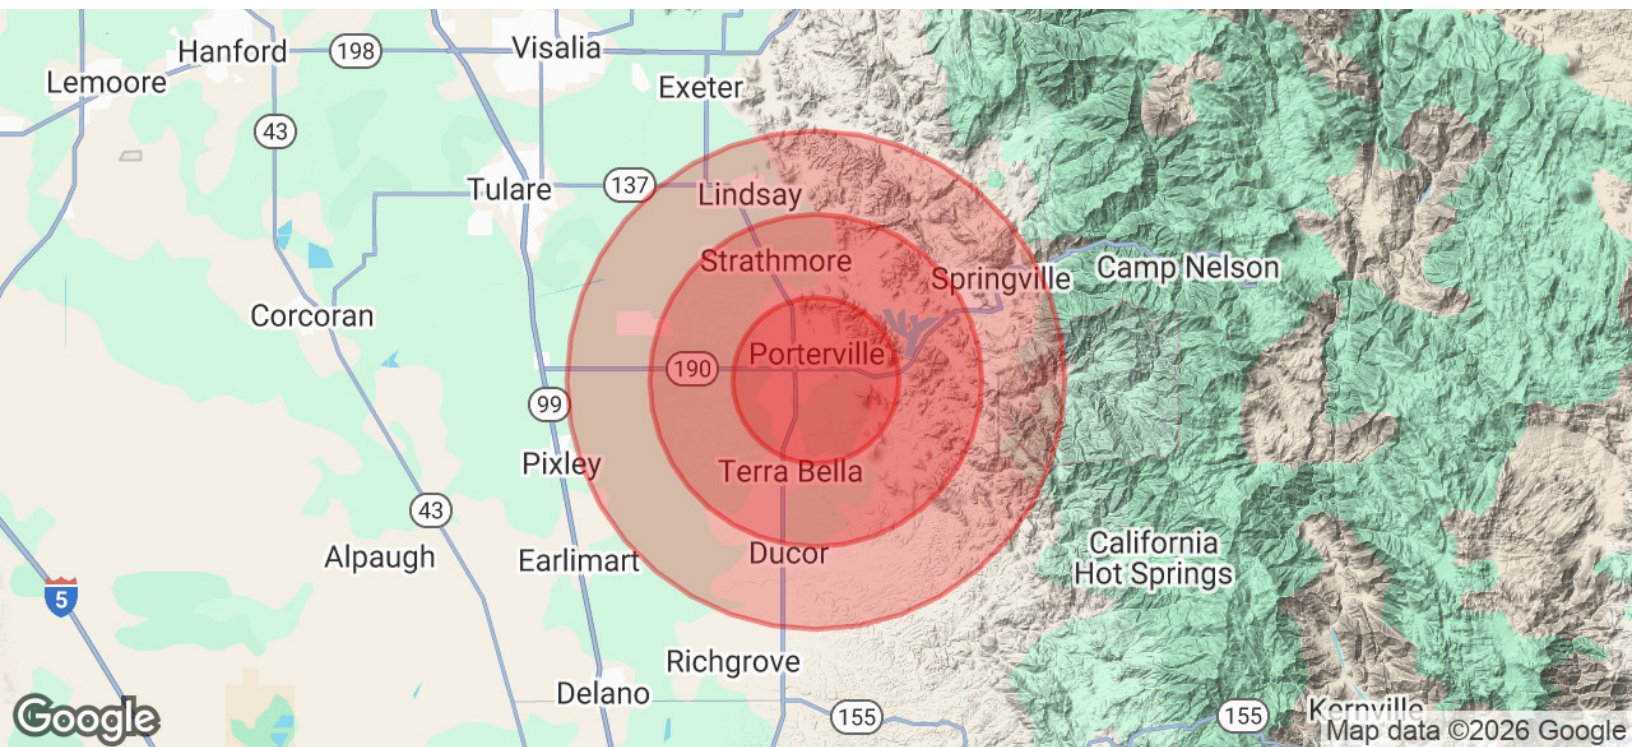 Hanford
198
Visalia
Lemoore
Exeter
43
Tulare
137
Lindsay
Strathmore
Springville
Camp Nelson
Corcoran
Porterville
190
99
Pixley
Terra Bella
43
Alpaugh
Earlimart
Ducor
California
Hot Springs
5
Richgrove
Delano
155
155
Kernville
Google
Map data ©2026 Google